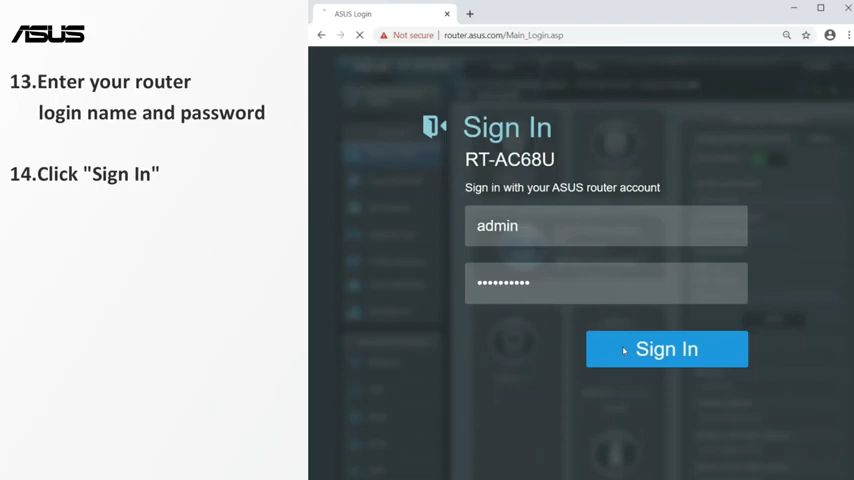 ASUS
13.Enter your router
login name and password
14.Click "Sign In"
ASUS Login
Not secure
router.asus.com/Main_Login.asp
Sign In
RT-AC68U
Sign in with your ASUS router account
admin
••••••••••
Sign In